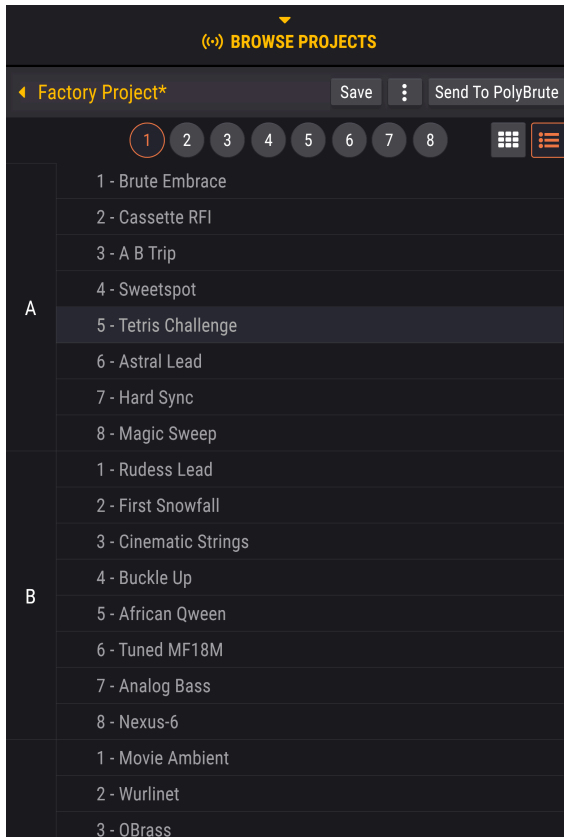 BROWSE PROJECTS
Factory Project* Save Send To PolyBrute
1 2 3 4 5 6 7 8
A
1 - Brute Embrace
2 - Cassette RFI
3 - A B Trip
4 - Sweetspot
5 - Tetris Challenge
6 - Astral Lead
7 - Hard Sync
8 - Magic Sweep
B
1 - Rudess Lead
2 - First Snowfall
3 - Cinematic Strings
4 - Buckle Up
5 - African Qween
6 - Tuned MF18M
7 - Analog Bass
8 - Nexus-6
1 - Movie Ambient
2 - Wurlinet
3 - OBrass